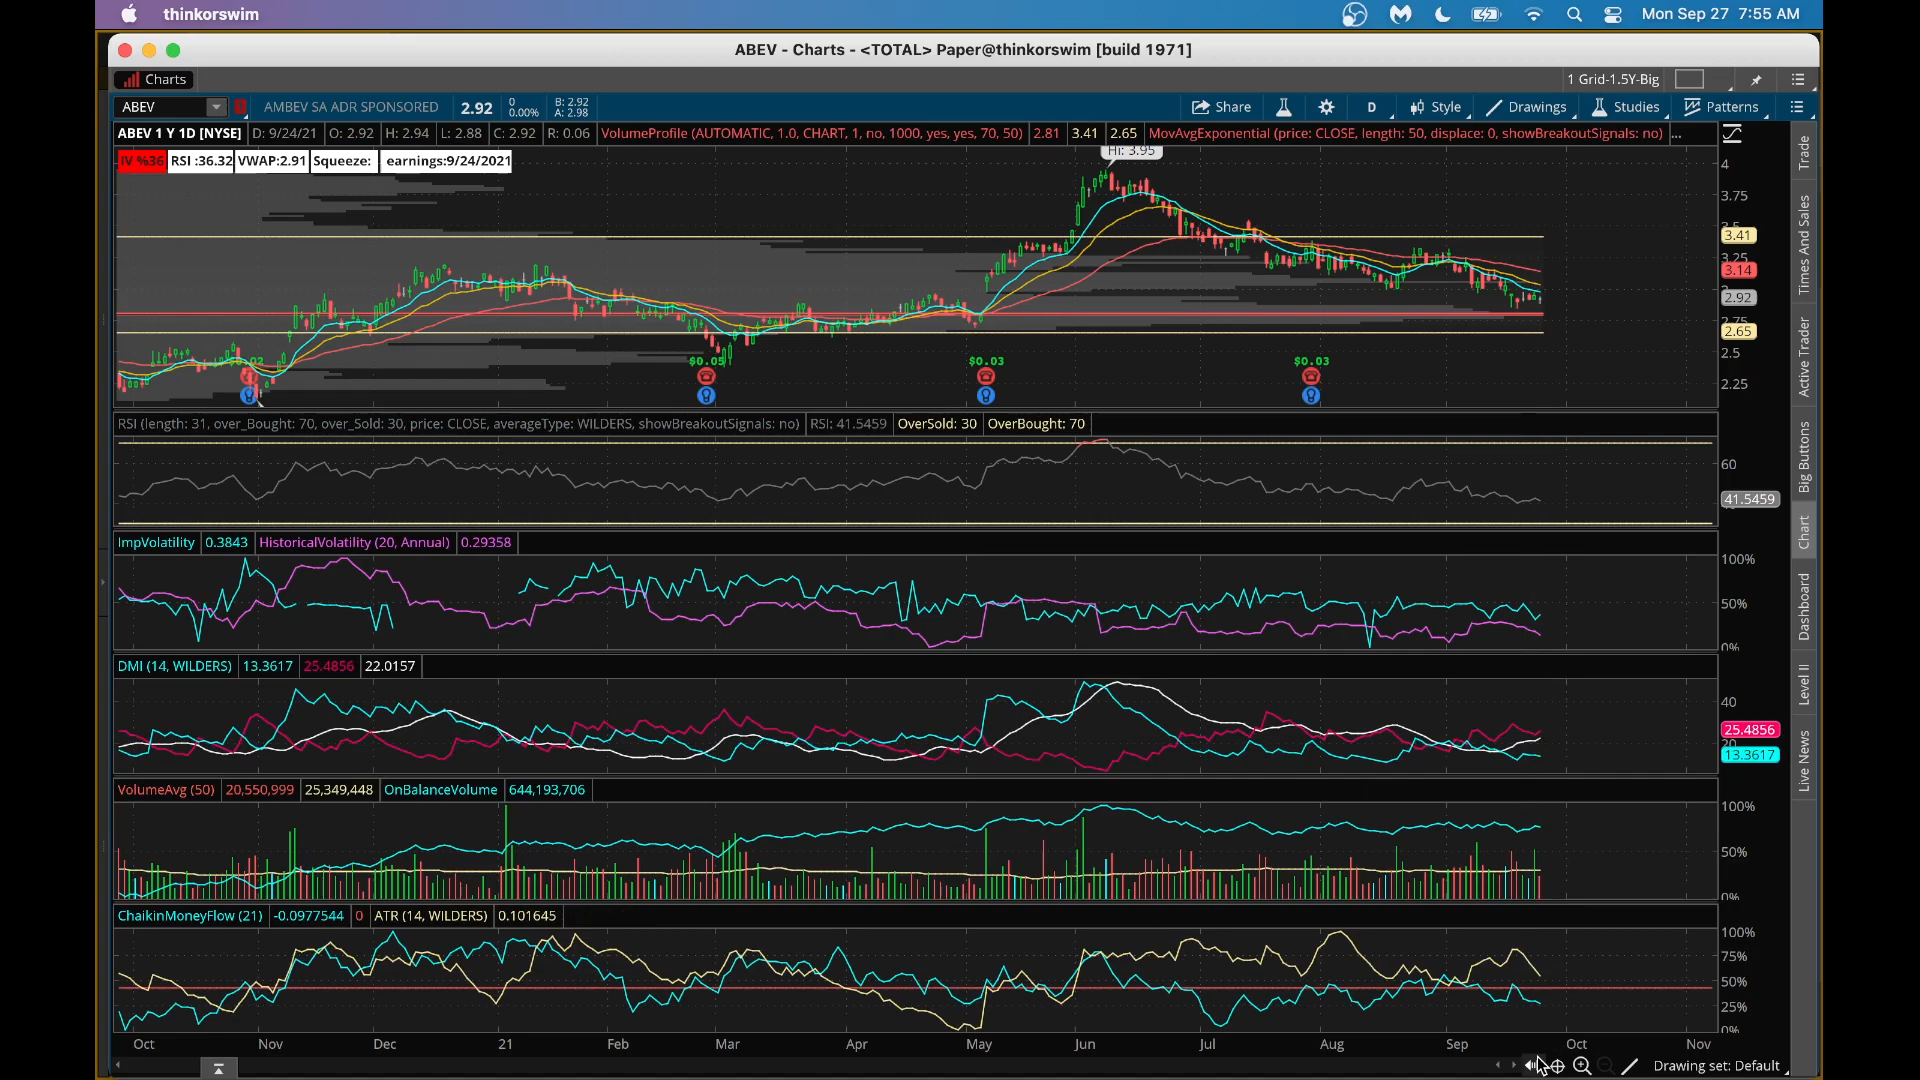 thinkorswim
Mon Sep 27 7:55 AM
ABEV - Charts - <TOTAL> Paper@thinkorswim [build 1971]
Charts
1 Grid-1.5Y-Big
ABEV
AMBEV SA ADR SPONSORED
2.92
0
0.00%
B: 2.92
A: 2.98
Share
D
Style
Drawings
Studies
Patterns
ABEV 1 Y 1D [NYSE] D: 9/24/21 O: 2.92 H: 2.94 L: 2.88 C: 2.92 R: 0.06 VolumeProfile (AUTOMATIC, 1.0, CHART, 1, no, 1000, yes, yes, 70, 50) 2.81 3.41 2.65 MovAvgExponential (price: CLOSE, length: 50, displace: 0, showBreakoutSignals: no) ...
IV %36 RSI :36.32 VWAP:2.91 Squeeze: earnings:9/24/2021
Hi: 3.95
4
3.75
3.41
3.25
3.14
2.92
2.75
2.65
2.5
2.25
$0.05
$0.03
$0.03
RSI (length: 31, over_Bought: 70, over_Sold: 30, price: CLOSE, averageType: WILDERS, showBreakoutSignals: no) RSI: 41.5459 OverSold: 30 OverBought: 70
60
41.5459
ImpVolatility 0.3843 HistoricalVolatility (20, Annual) 0.29358
100%
50%
0%
DMI (14, WILDERS) 13.3617 25.4856 22.0157
40
25.4856
20
13.3617
VolumeAvg (50) 20,550,999 25,349,448 OnBalanceVolume 644,193,706
100%
50%
0%
ChaikinMoneyFlow (21) -0.0977544 0 ATR (14, WILDERS) 0.101645
100%
75%
50%
25%
0%
Oct Nov Dec 21 Feb Mar Apr May Jun Jul Aug Sep Oct Nov
Drawing set: Default
Trade
Times And Sales
Active Trader
Big Buttons
Chart
Dashboard
Level II
Live News